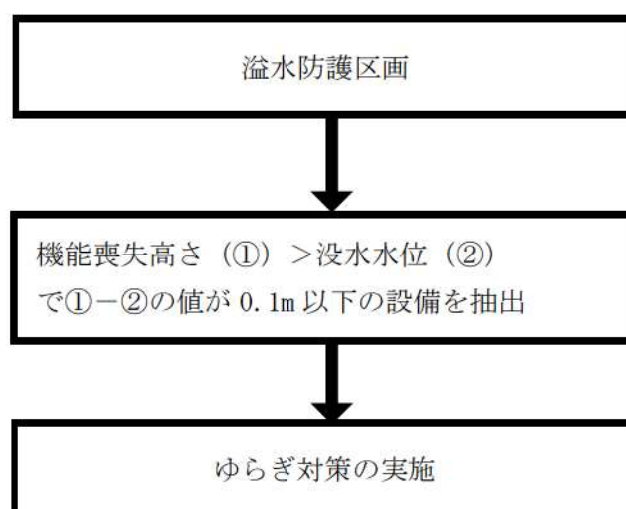 溢水防護区画
機能喪失高さ（①）＞没水水位（②）
で①－②の値が 0.1m 以下の設備を抽出
ゆらぎ対策の実施